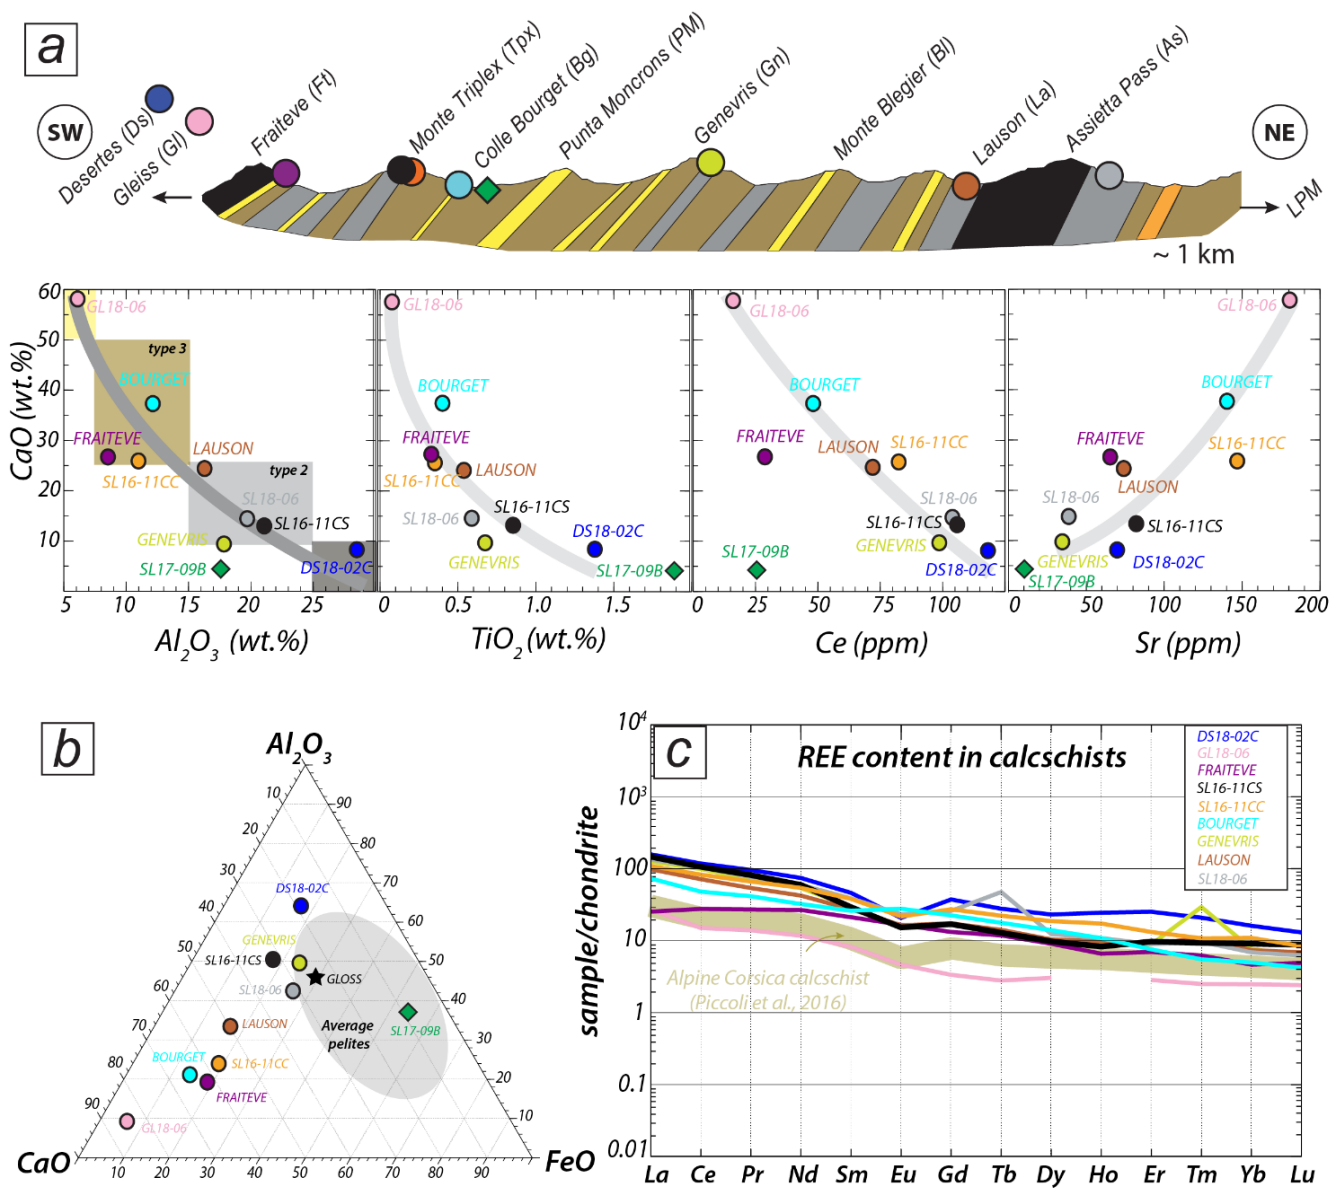 a
SW
NE
Desertes (Ds)
Gleiss (Gl)
Fraiteve (Ft)
Monte Triplex (Tpx)
Colle Bourget (Bg)
Punta Moncrons (PM)
Genevris (Gn)
Monte Blegier (Bl)
Lauson (La)
Assietta Pass (As)
LPM
~ 1 km
CaO (wt.%)
60
50
40
30
20
10
GL18-06
type 3
BOURGET
FRAITEVE
LAUSON
SL16-11CC
type 2
SL18-06
SL16-11CS
GENEVRIS
SL17-09B
DS18-02C
5 10 15 20 25
Al2O3 (wt.%)
GL18-06
BOURGET
FRAITEVE
LAUSON
SL16-11CC
SL16-11CS
SL18-06
DS18-02C
GENEVRIS
SL17-09B
0 0.5 1.0 1.5
TiO2 (wt.%)
GL18-06
BOURGET
FRAITEVE
SL16-11CC
LAUSON
SL18-06
SL16-11CS
GENEVRIS
SL17-09B
DS18-02C
0 25 50 75 100
Ce (ppm)
GL18-06
BOURGET
FRAITEVE
SL16-11CC
LAUSON
SL18-06
SL16-11CS
GENEVRIS
DS18-02C
SL17-09B
0 50 100 150 200
Sr (ppm)
b
Al2O3
10
20
30
40
50
60
70
80
90
90
80
70
60
50
40
30
20
10
DS18-02C
GENEVRIS
SL16-11CS
GLOSS
SL18-06
LAUSON
Average
pelites
SL17-09B
BOURGET
SL16-11CC
FRAITEVE
GL18-06
CaO
FeO
10 20 30 40 50 60 70 80 90
c
REE content in calcschists
sample/chondrite
10^4
10^3
100
10
1
0.1
0.01
DS18-02C
GL18-06
FRAITEVE
SL16-11CS
SL16-11CC
BOURGET
GENEVRIS
LAUSON
SL18-06
Alpine Corsica calcschist
(Piccoli et al., 2016)
La Ce Pr Nd Sm Eu Gd Tb Dy Ho Er Tm Yb Lu